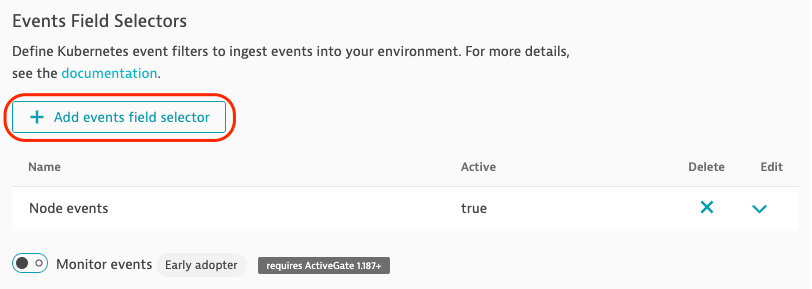 Events Field Selectors
Define Kubernetes event filters to ingest events into your environment. For more details,
see the documentation.
+ Add events field selector
Name Active Delete Edit
Node events true
Monitor events Early adopter requires ActiveGate 1.187+